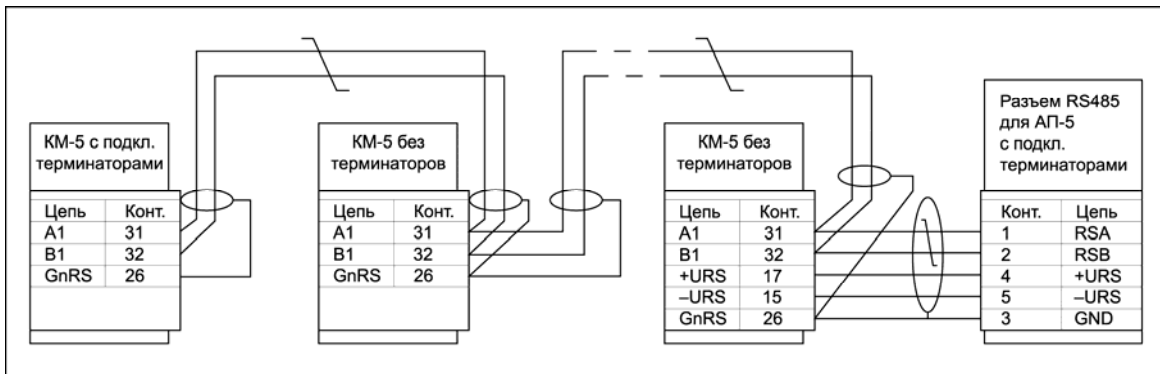 КМ-5 с подкл.
терминаторами
Цепь Конт.
A1 31
B1 32
GnRS 26
КМ-5 без
терминаторов
Цепь Конт.
A1 31
B1 32
GnRS 26
КМ-5 без
терминаторов
Цепь Конт.
A1 31
B1 32
+URS 17
–URS 15
GnRS 26
Разъем RS485
для АП-5
с подкл.
терминаторами
Конт. Цепь
1 RSA
2 RSB
4 +URS
5 –URS
3 GND